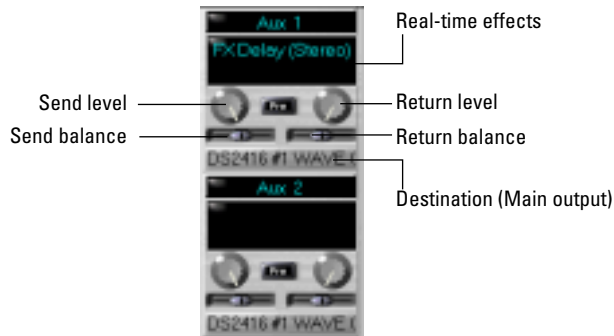 Aux 1
Real-time effects
FX Delay (Stereo)
Send level
Pre
Return level
Send balance
Return balance
DS2416 #1 WAVE
Destination (Main output)
Aux 2
Pre
DS2416 #1 WAVE